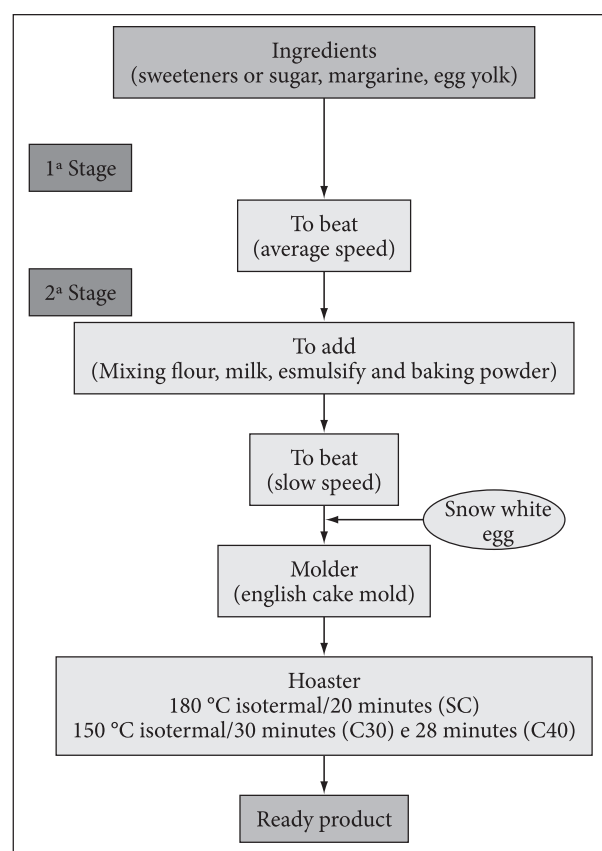 Ingredients
(sweeteners or sugar, margarine, egg yolk)
1ª Stage
To beat
(average speed)
2ª Stage
To add
(Mixing flour, milk, esmulsify and baking powder)
To beat
(slow speed)
Snow white
egg
Molder
(english cake mold)
Hoaster
180 °C isotermal/20 minutes (SC)
150 °C isotermal/30 minutes (C30) e 28 minutes (C40)
Ready product